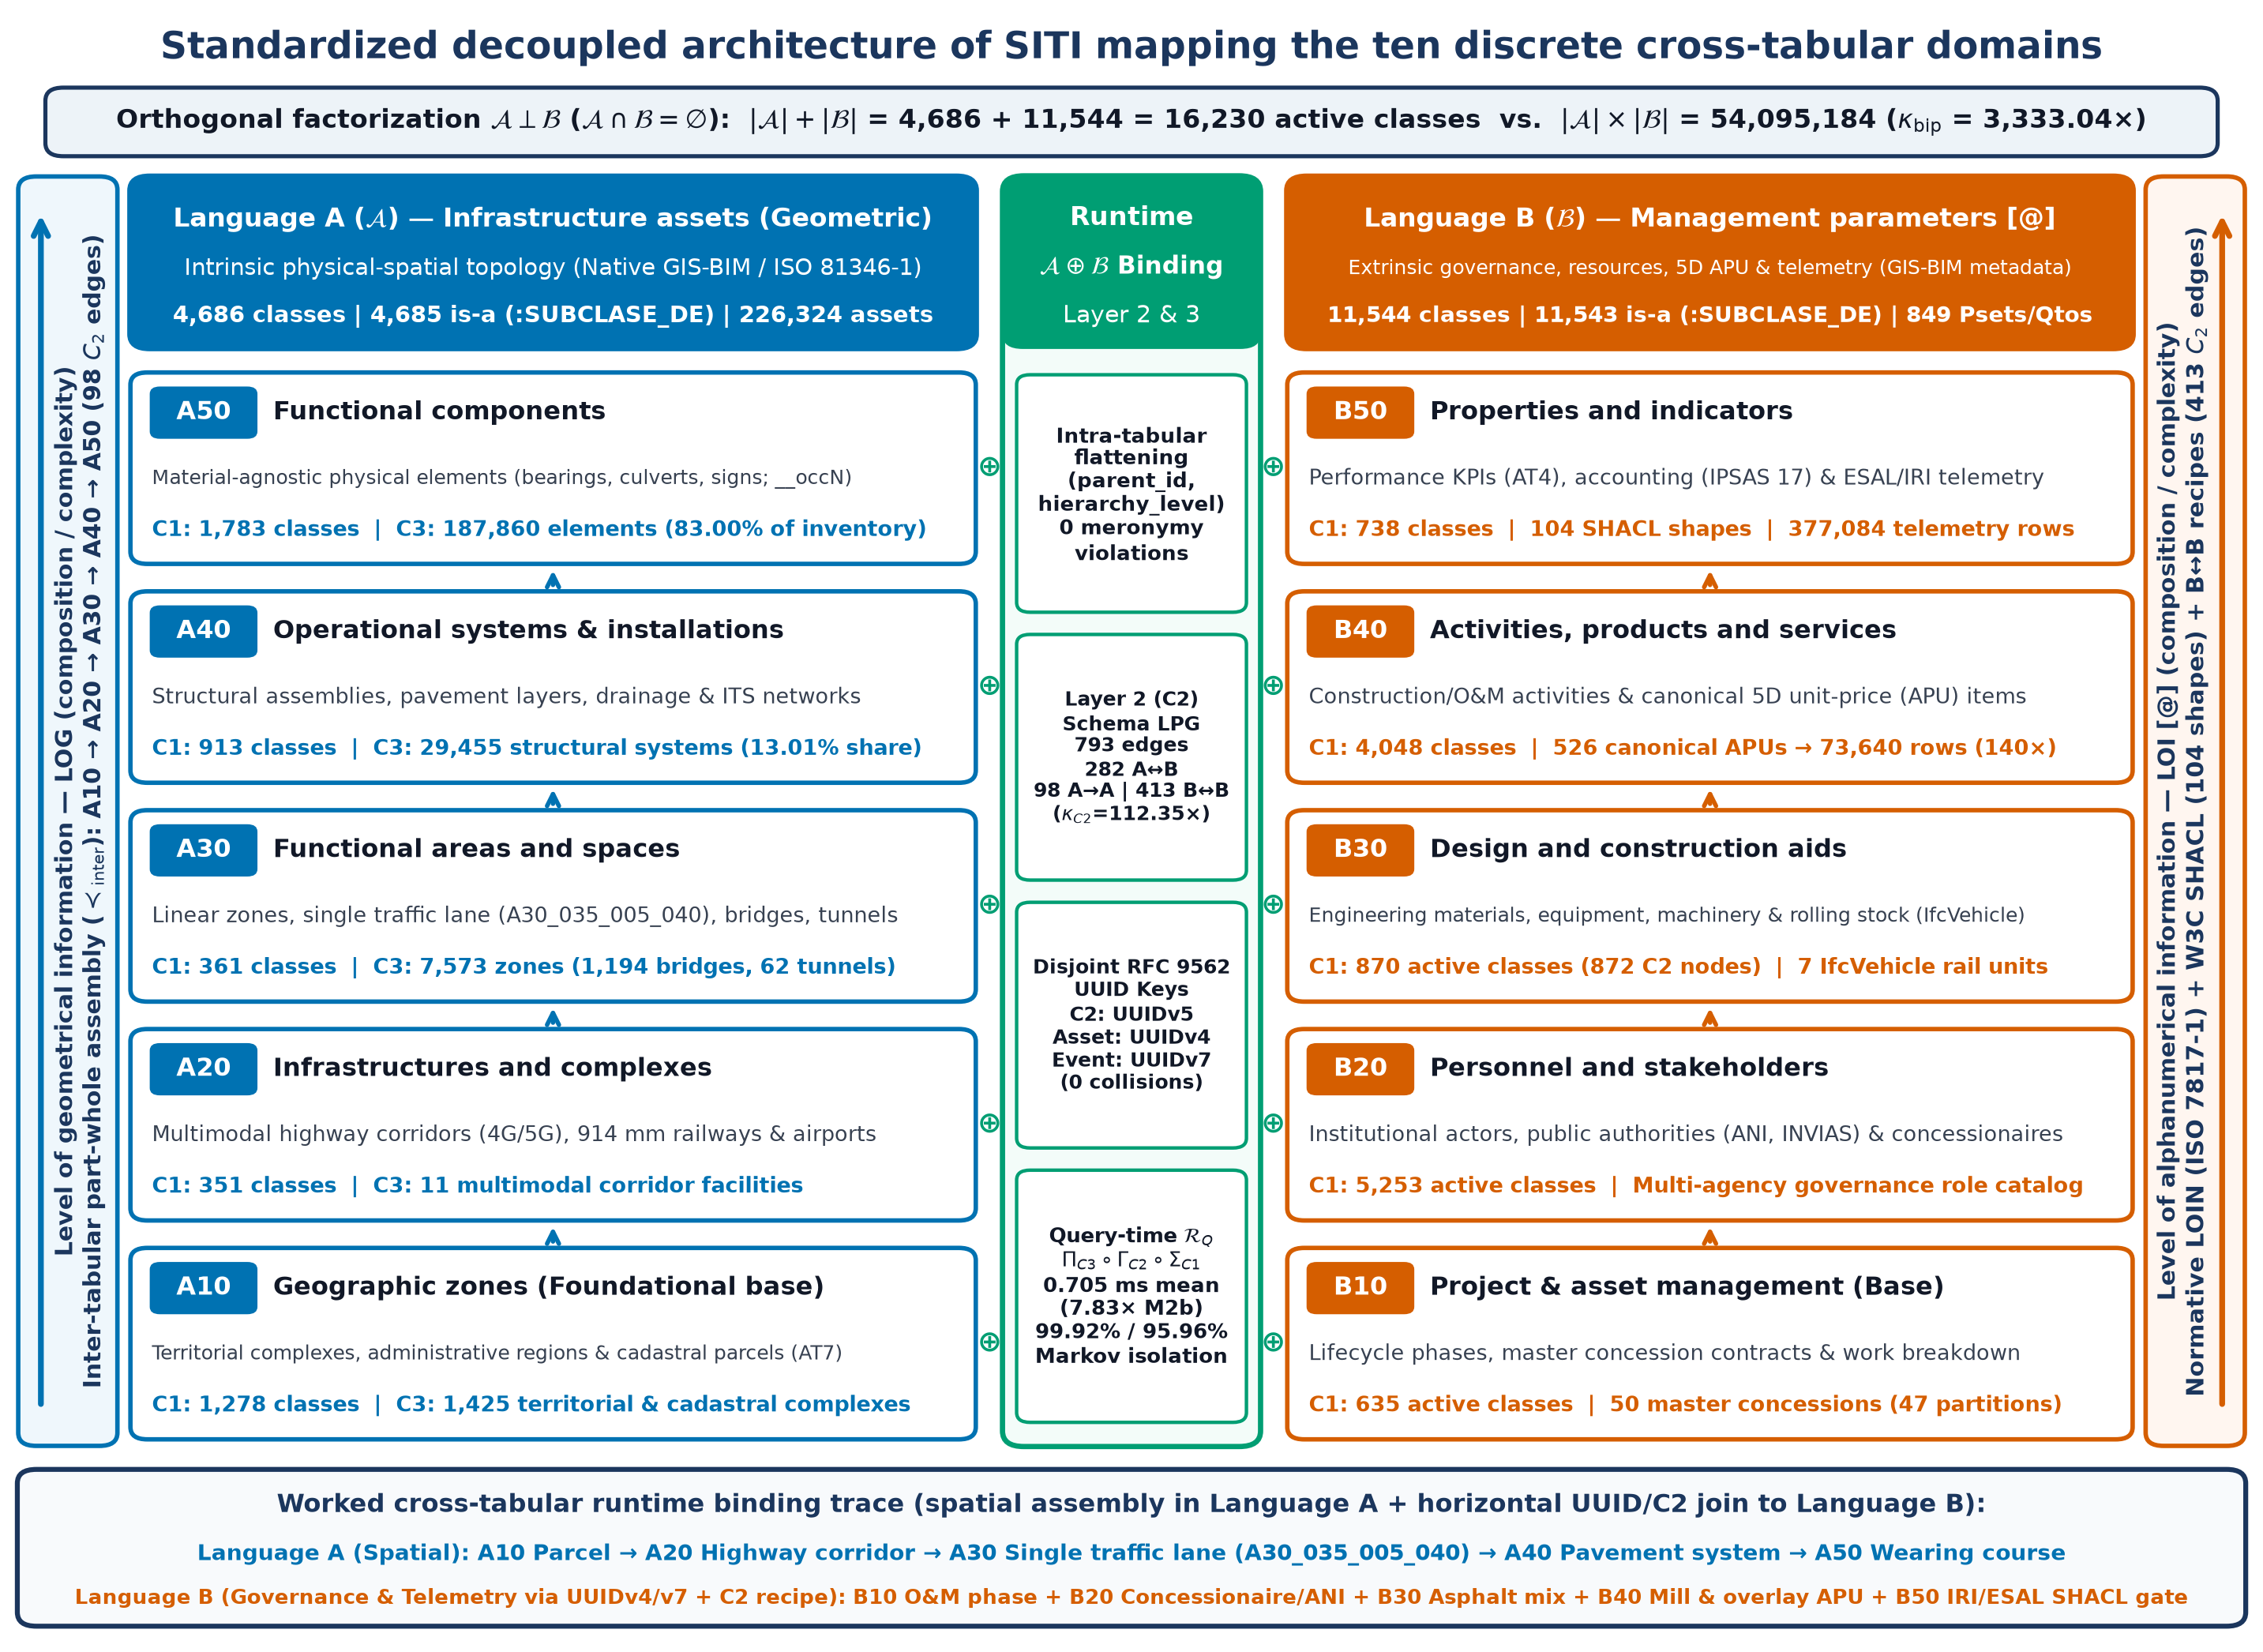 Standardized decoupled architecture of SITI mapping the ten discrete cross-tabular domains
Orthogonal factorization 𝒜 ⊥ ℬ (𝒜 ∩ ℬ = ∅): |𝒜| + |ℬ| = 4,686 + 11,544 = 16,230 active classes vs. |𝒜| × |ℬ| = 54,095,184 (κ_bip = 3,333.04×)
Level of geometrical information — LOG (composition / complexity)
Inter-tabular part-whole assembly (≺_inter): A10 → A20 → A30 → A40 → A50 (98 C₂ edges)
Language A (𝒜) — Infrastructure assets (Geometric)
Intrinsic physical-spatial topology (Native GIS-BIM / ISO 81346-1)
4,686 classes | 4,685 is-a (:SUBCLASE_DE) | 226,324 assets
A50 Functional components
Material-agnostic physical elements (bearings, culverts, signs; __occN)
C1: 1,783 classes | C3: 187,860 elements (83.00% of inventory)
A40 Operational systems & installations
Structural assemblies, pavement layers, drainage & ITS networks
C1: 913 classes | C3: 29,455 structural systems (13.01% share)
A30 Functional areas and spaces
Linear zones, single traffic lane (A30_035_005_040), bridges, tunnels
C1: 361 classes | C3: 7,573 zones (1,194 bridges, 62 tunnels)
A20 Infrastructures and complexes
Multimodal highway corridors (4G/5G), 914 mm railways & airports
C1: 351 classes | C3: 11 multimodal corridor facilities
A10 Geographic zones (Foundational base)
Territorial complexes, administrative regions & cadastral parcels (AT7)
C1: 1,278 classes | C3: 1,425 territorial & cadastral complexes
Runtime
𝒜 ⊕ ℬ Binding
Layer 2 & 3
Intra-tabular
flattening
(parent_id,
hierarchy_level)
0 meronymy
violations
Layer 2 (C2)
Schema LPG
793 edges
282 A↔B
98 A→A | 413 B↔B
(κ_C2=112.35×)
Disjoint RFC 9562
UUID Keys
C2: UUIDv5
Asset: UUIDv4
Event: UUIDv7
(0 collisions)
Query-time ℛ_Q
Π_C3 ∘ Γ_C2 ∘ Σ_C1
0.705 ms mean
(7.83× M2b)
99.92% / 95.96%
Markov isolation
⊕ ⊕
⊕ ⊕
⊕ ⊕
⊕ ⊕
⊕ ⊕
Language B (ℬ) — Management parameters [@]
Extrinsic governance, resources, 5D APU & telemetry (GIS-BIM metadata)
11,544 classes | 11,543 is-a (:SUBCLASE_DE) | 849 Psets/Qtos
B50 Properties and indicators
Performance KPIs (AT4), accounting (IPSAS 17) & ESAL/IRI telemetry
C1: 738 classes | 104 SHACL shapes | 377,084 telemetry rows
B40 Activities, products and services
Construction/O&M activities & canonical 5D unit-price (APU) items
C1: 4,048 classes | 526 canonical APUs → 73,640 rows (140×)
B30 Design and construction aids
Engineering materials, equipment, machinery & rolling stock (IfcVehicle)
C1: 870 active classes (872 C2 nodes) | 7 IfcVehicle rail units
B20 Personnel and stakeholders
Institutional actors, public authorities (ANI, INVIAS) & concessionaires
C1: 5,253 active classes | Multi-agency governance role catalog
B10 Project & asset management (Base)
Lifecycle phases, master concession contracts & work breakdown
C1: 635 active classes | 50 master concessions (47 partitions)
Level of alphanumerical information — LOI [@] (composition / complexity)
Normative LOIN (ISO 7817-1) + W3C SHACL (104 shapes) + B↔B recipes (413 C₂ edges)
Worked cross-tabular runtime binding trace (spatial assembly in Language A + horizontal UUID/C2 join to Language B):
Language A (Spatial): A10 Parcel → A20 Highway corridor → A30 Single traffic lane (A30_035_005_040) → A40 Pavement system → A50 Wearing course
Language B (Governance & Telemetry via UUIDv4/v7 + C2 recipe): B10 O&M phase + B20 Concessionaire/ANI + B30 Asphalt mix + B40 Mill & overlay APU + B50 IRI/ESAL SHACL gate